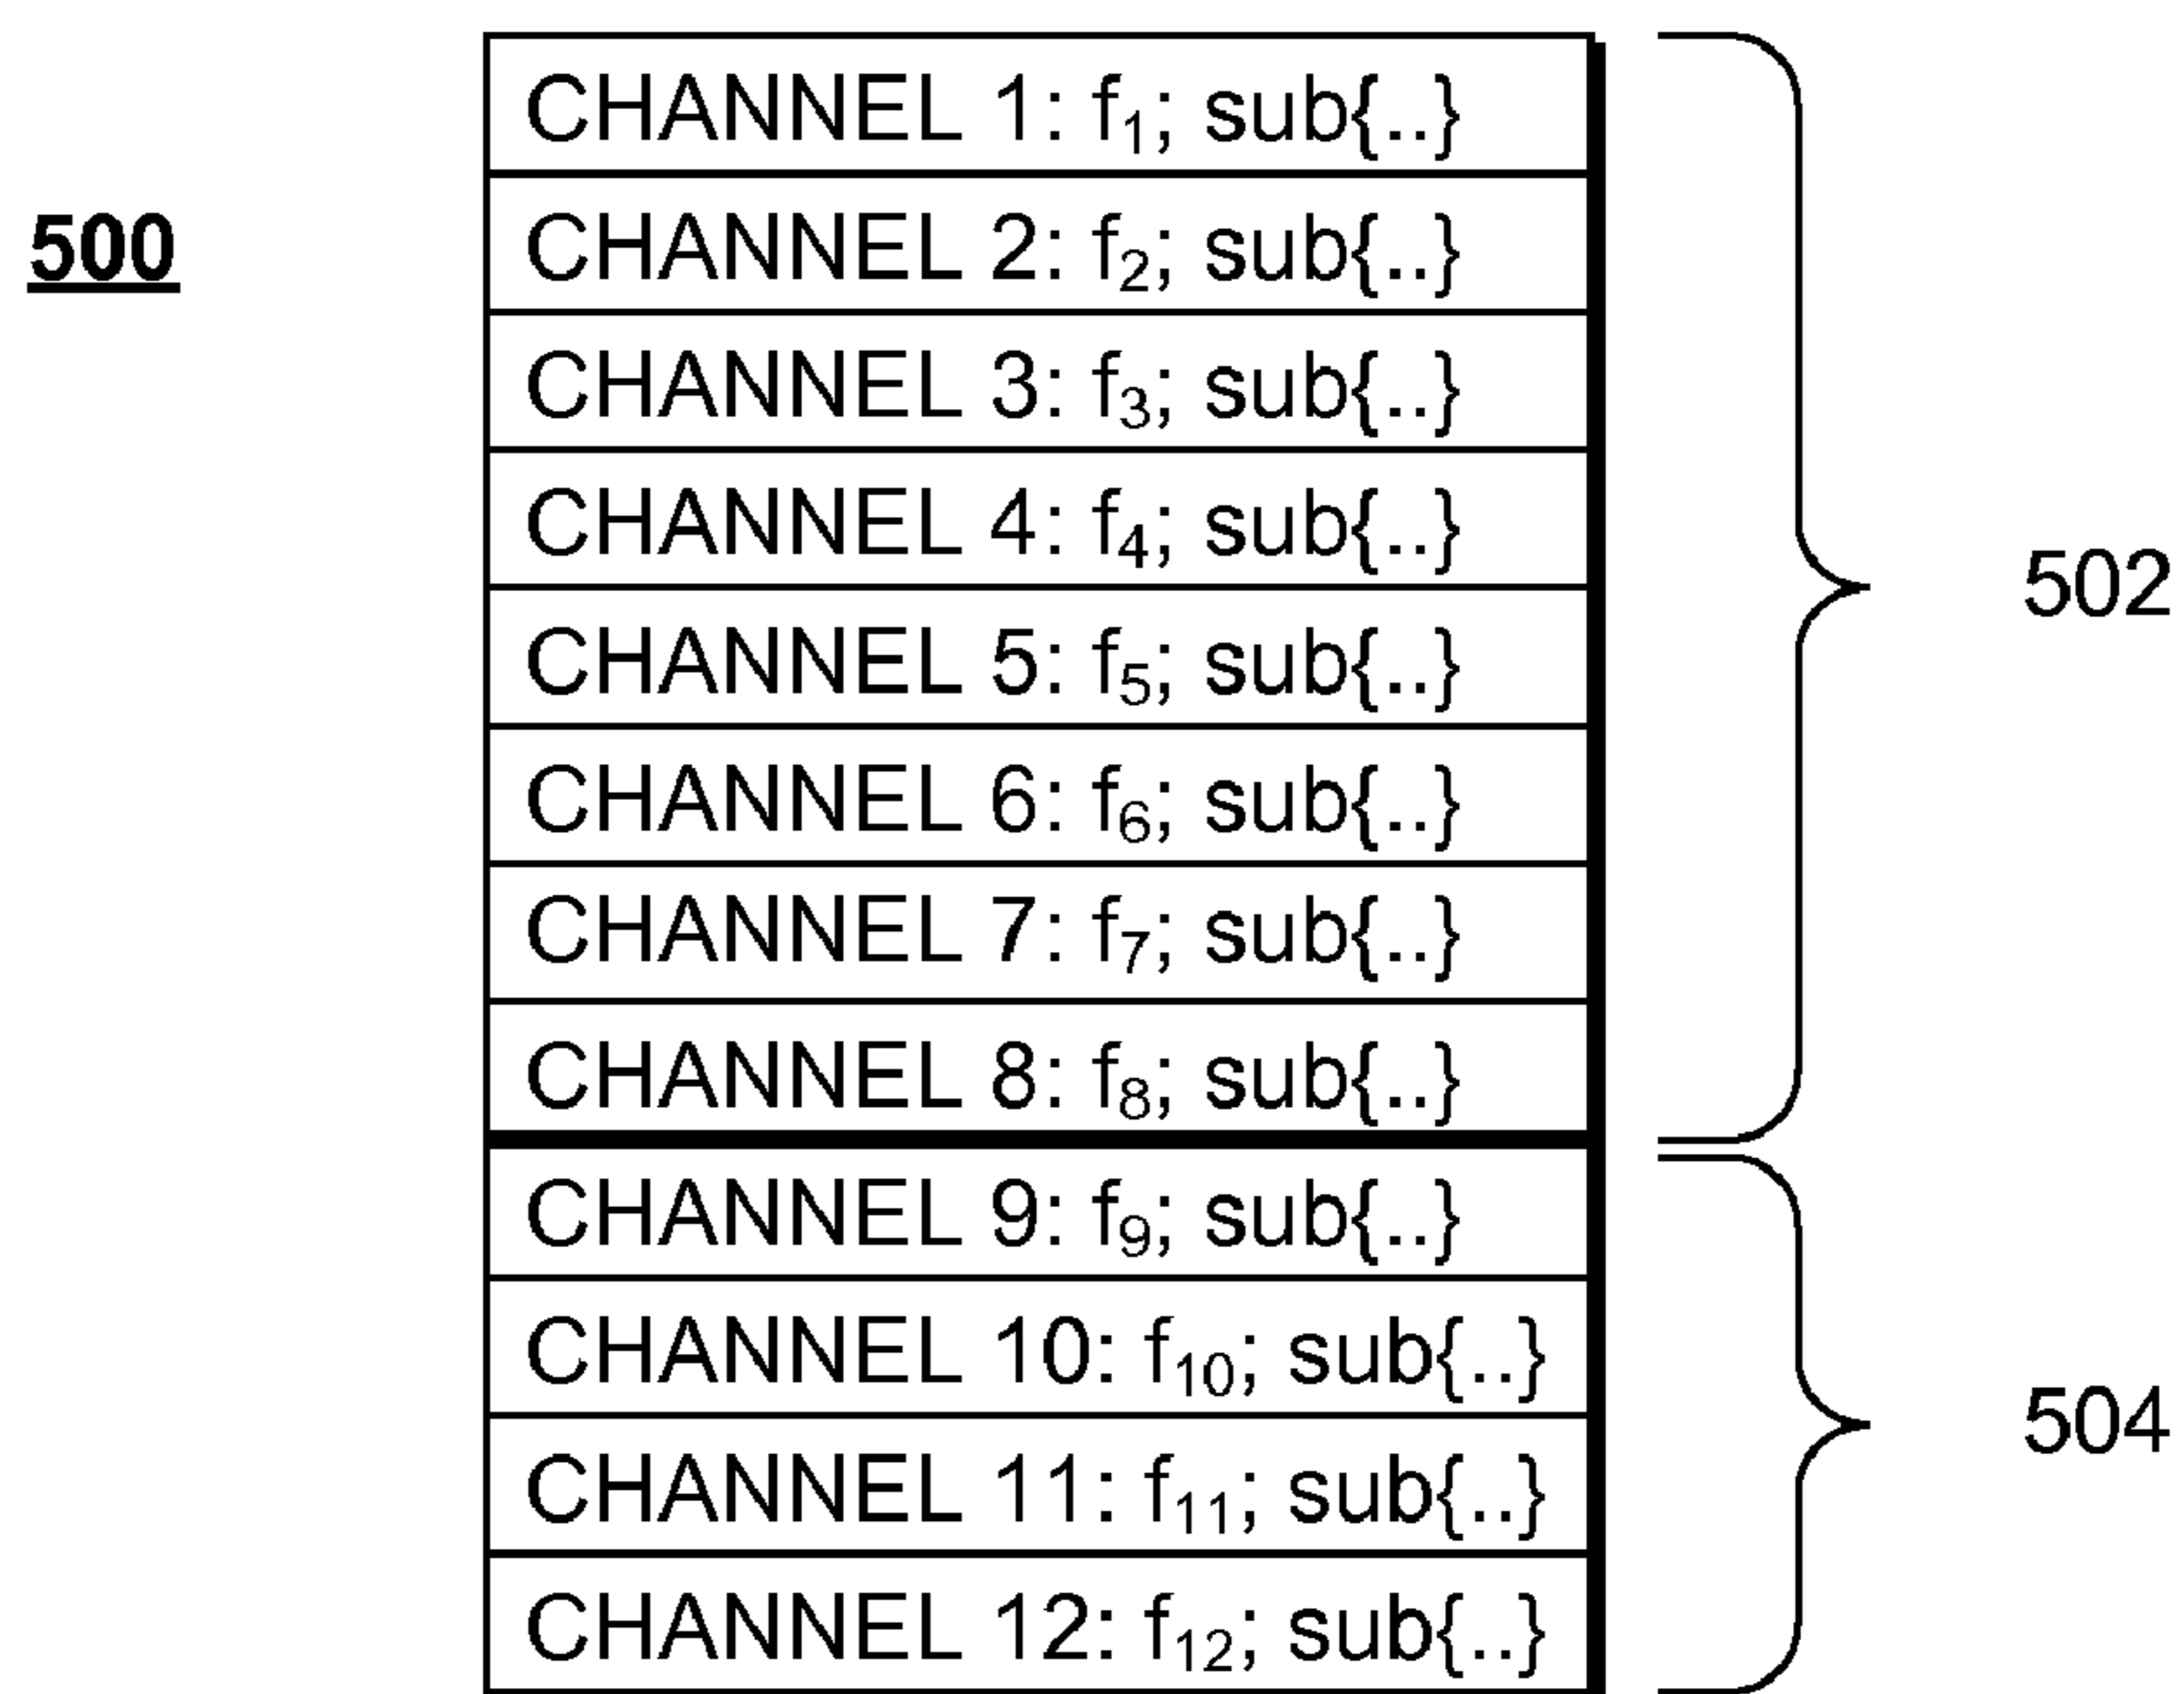 CHANNEL 1: f₁; sub{..}
500
CHANNEL 2: f₂; sub{..}
CHANNEL 3: f₃; sub{..}
CHANNEL 4: f₄; sub{..}
502
CHANNEL 5: f₅; sub{..}
CHANNEL 6: f₆; sub{..}
CHANNEL 7: f₇; sub{..}
CHANNEL 8: f₈; sub{..}
CHANNEL 9: f₉; sub{..}
CHANNEL 10: f₁₀; sub{..}
504
CHANNEL 11: f₁₁; sub{..}
CHANNEL 12: f₁₂; sub{..}